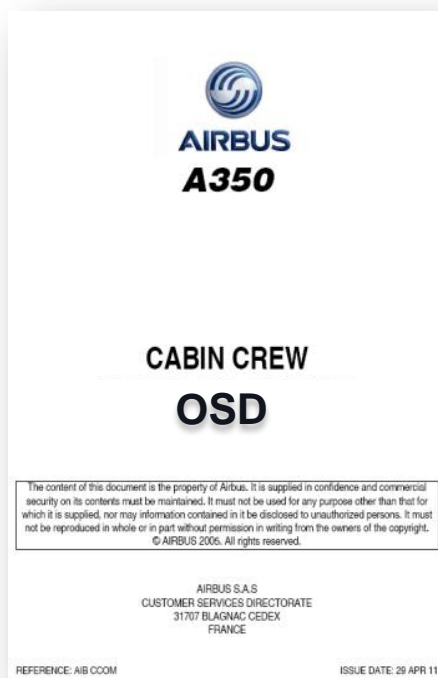 AIRBUS
A350
CABIN CREW
OSD
The content of this document is the property of Airbus. It is supplied in confidence and commercial
security on its contents must be maintained. It must not be used for any purpose other than that for
which it is supplied, nor may information contained in it be disclosed to unauthorized persons. It must
not be reproduced in whole or in part without permission in writing from the owners of the copyright.
© AIRBUS 2006. All rights reserved.
AIRBUS S.A.S
CUSTOMER SERVICES DIRECTORATE
31707 BLAGNAC CEDEX
FRANCE
REFERENCE: AIB CCOM
ISSUE DATE: 29 APR 11